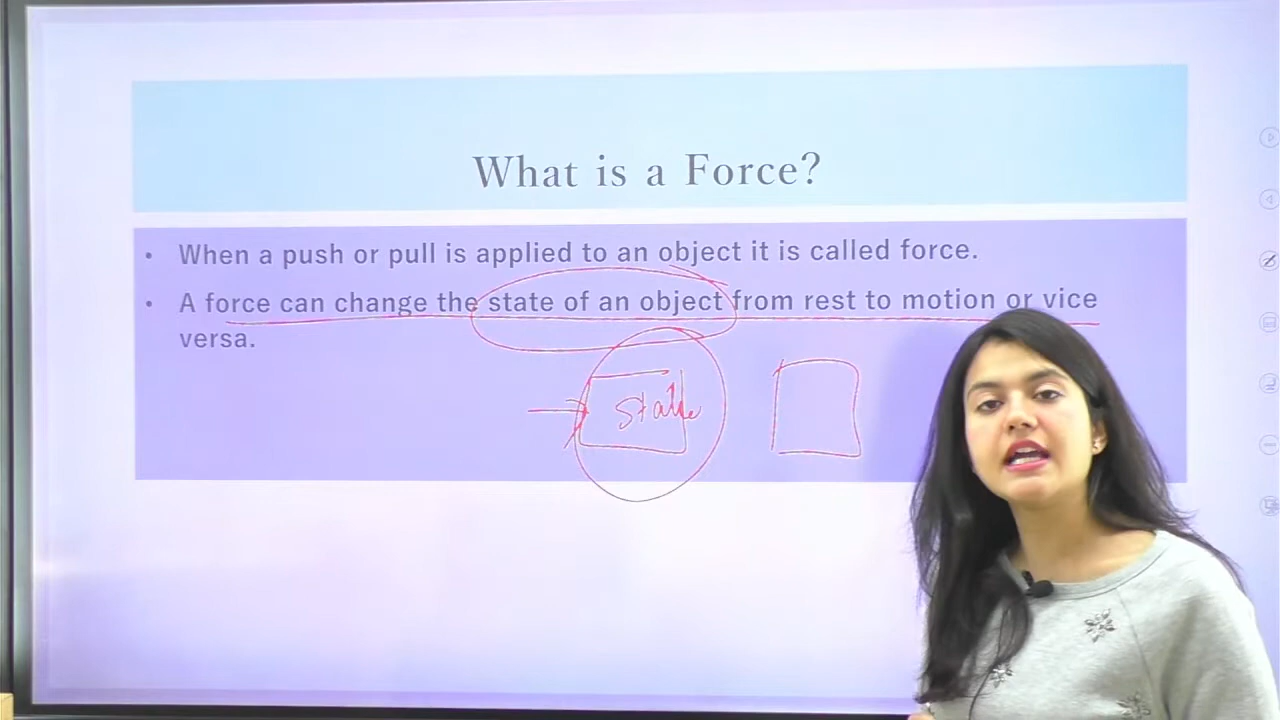 What is a Force?
• When a push or pull is applied to an object it is called force.
• A force can change the state of an object from rest to motion or vice
versa.